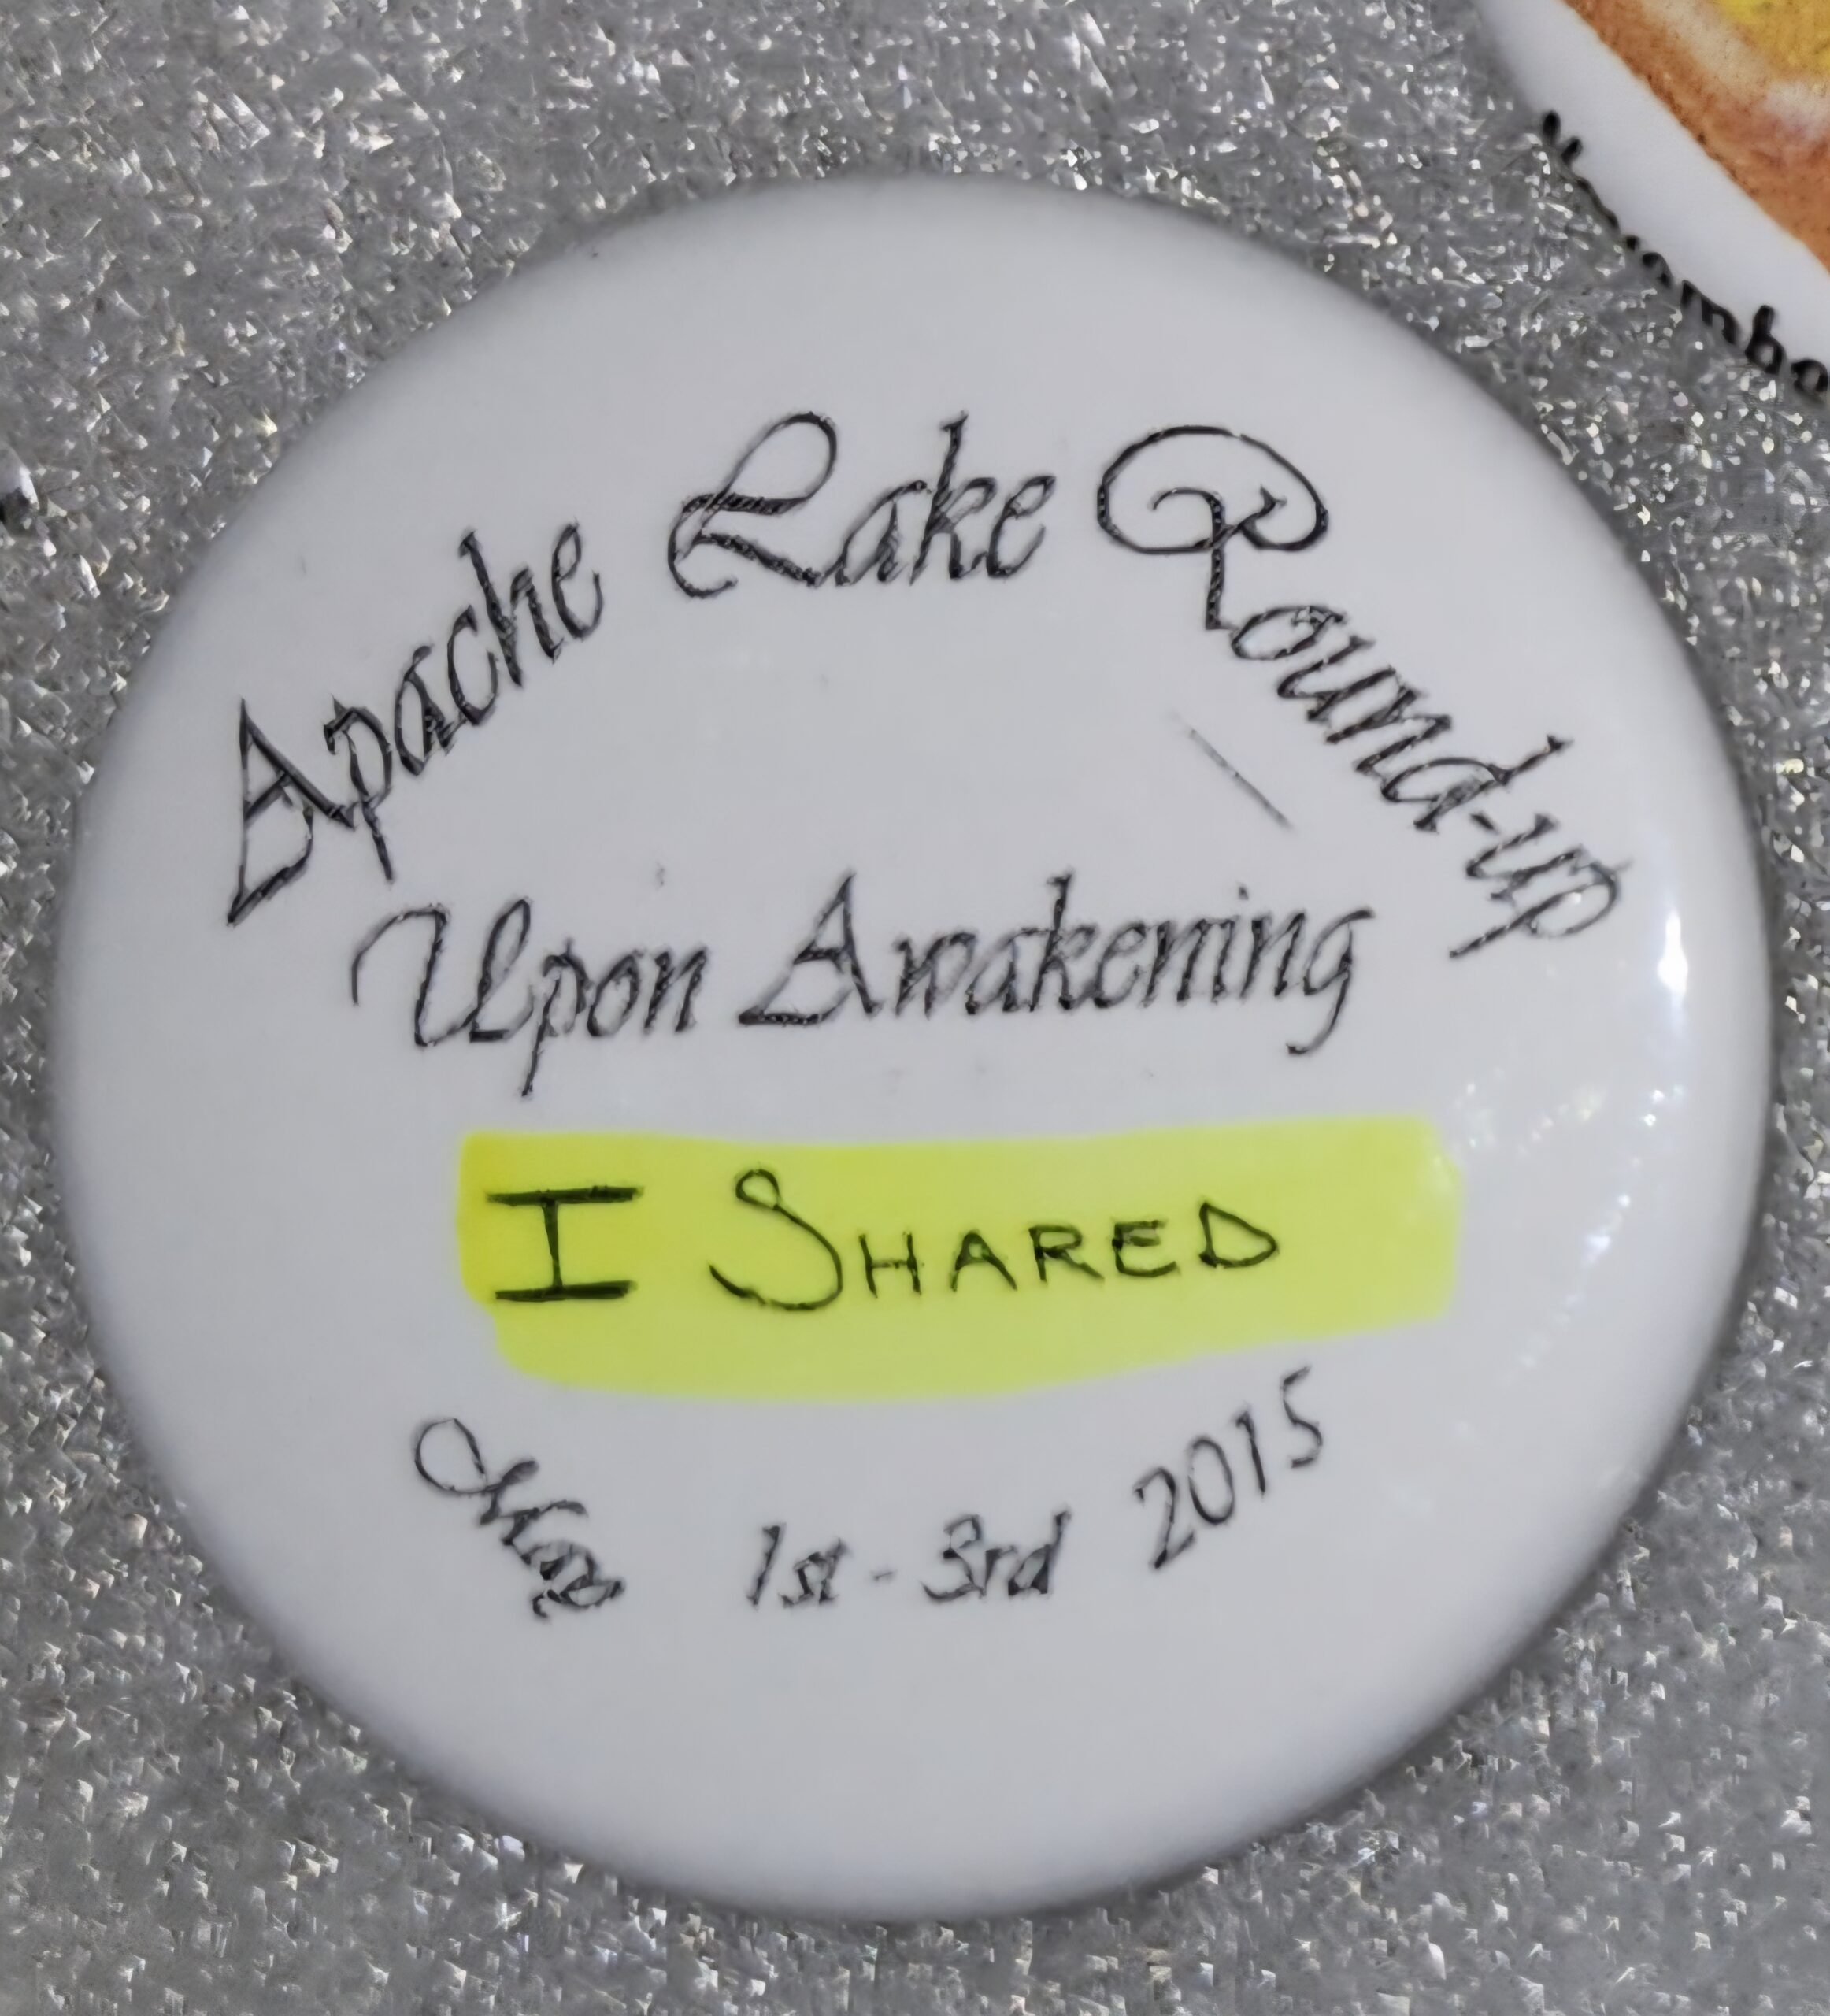 Apache Lake Round-up
Upon Awakening
I SHARED
May 1st - 3rd 2015